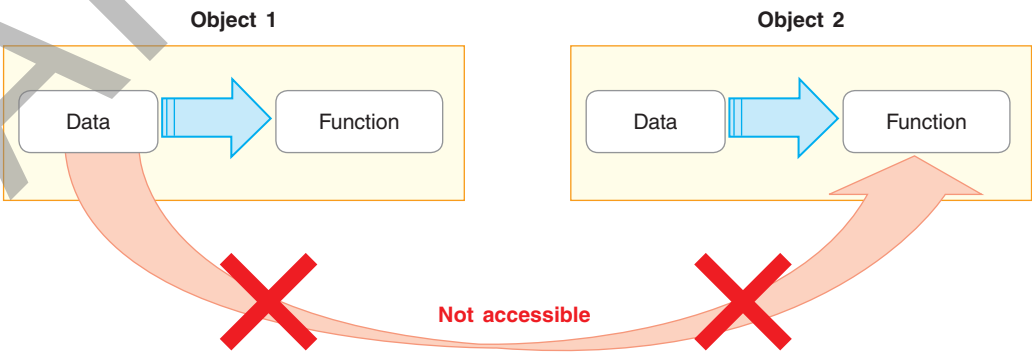 Object 1
Object 2
Data
Function
Data
Function
Not accessible